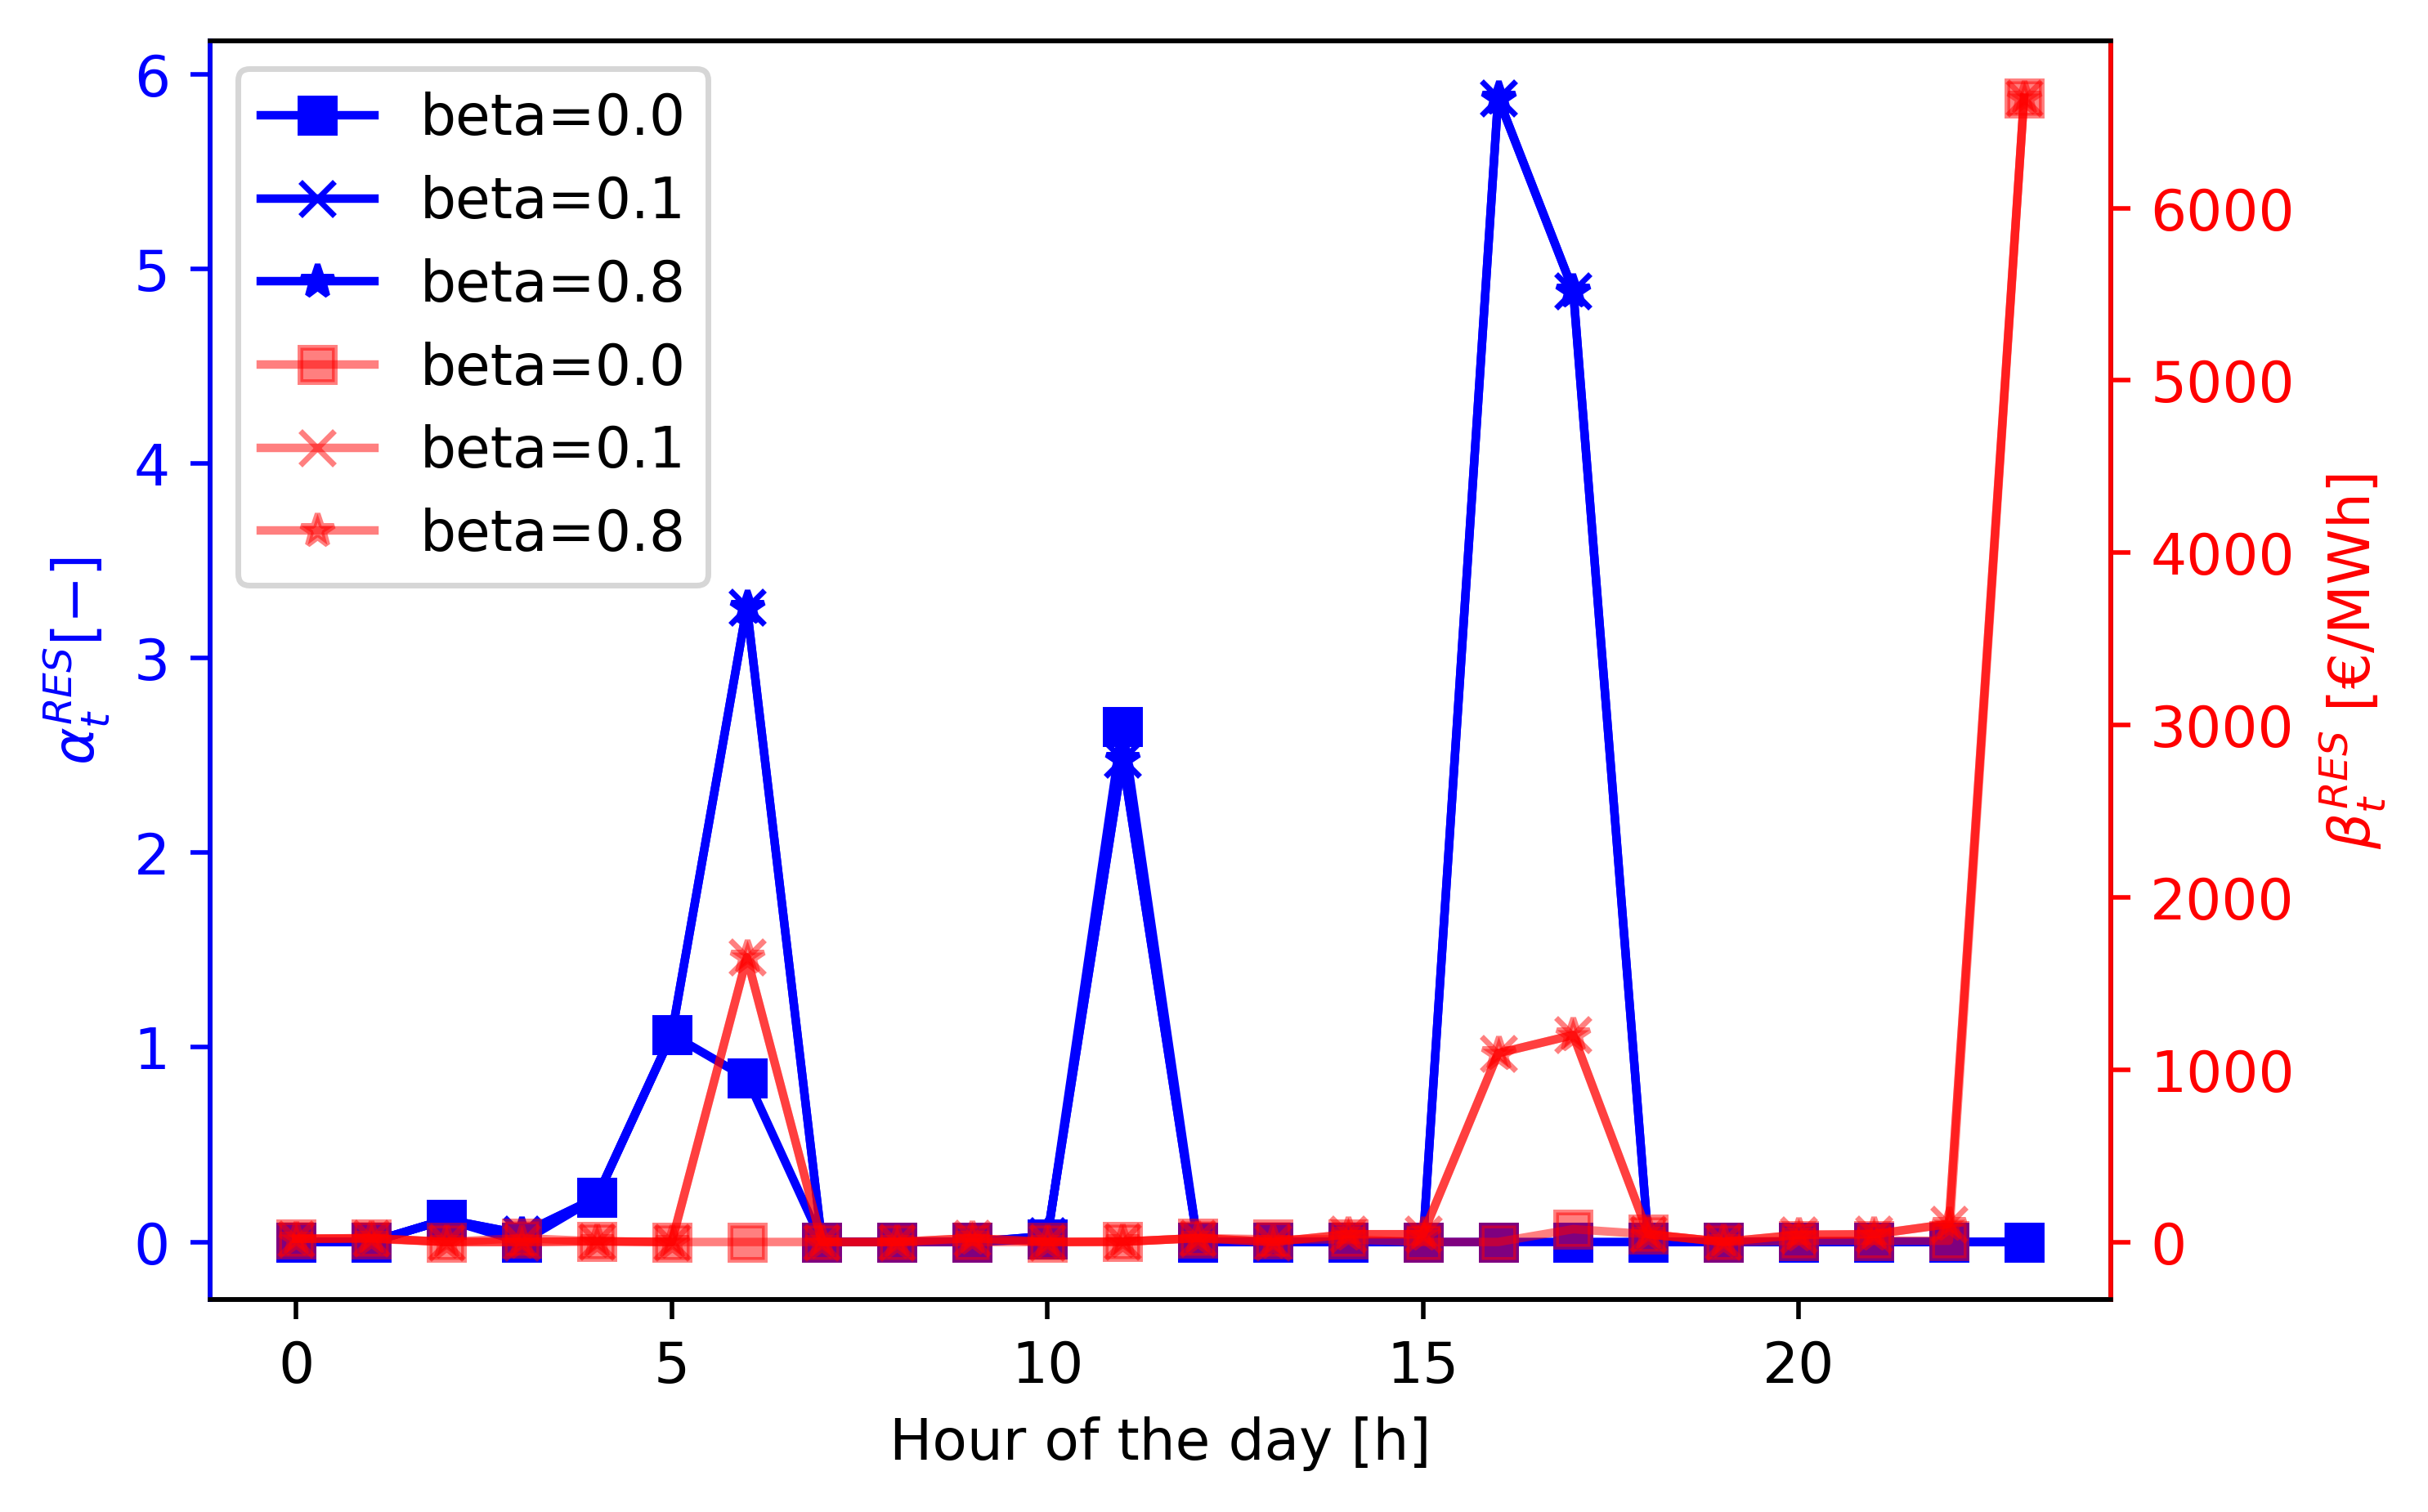 6
5
4
3
2
1
0
α_t^{RES}[−]
beta=0.0
beta=0.1
beta=0.8
beta=0.0
beta=0.1
beta=0.8
6000
5000
4000
3000
2000
1000
0
β_t^{RES} [€/MWh]
0 5 10 15 20
Hour of the day [h]